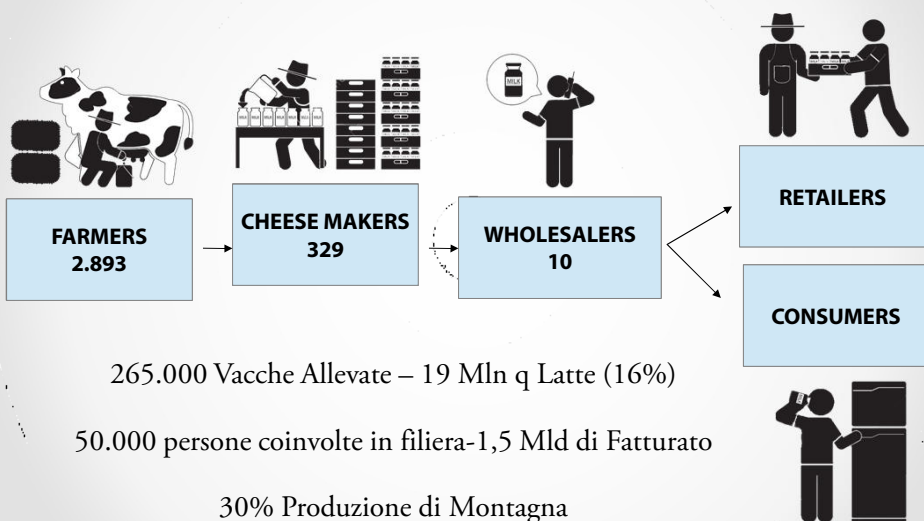 MILK
FARMERS
2.893
CHEESE MAKERS
329
WHOLESALERS
10
RETAILERS
CONSUMERS
265.000 Vacche Allevate – 19 Mln q Latte (16%)
50.000 persone coinvolte in filiera-1,5 Mld di Fatturato
30% Produzione di Montagna